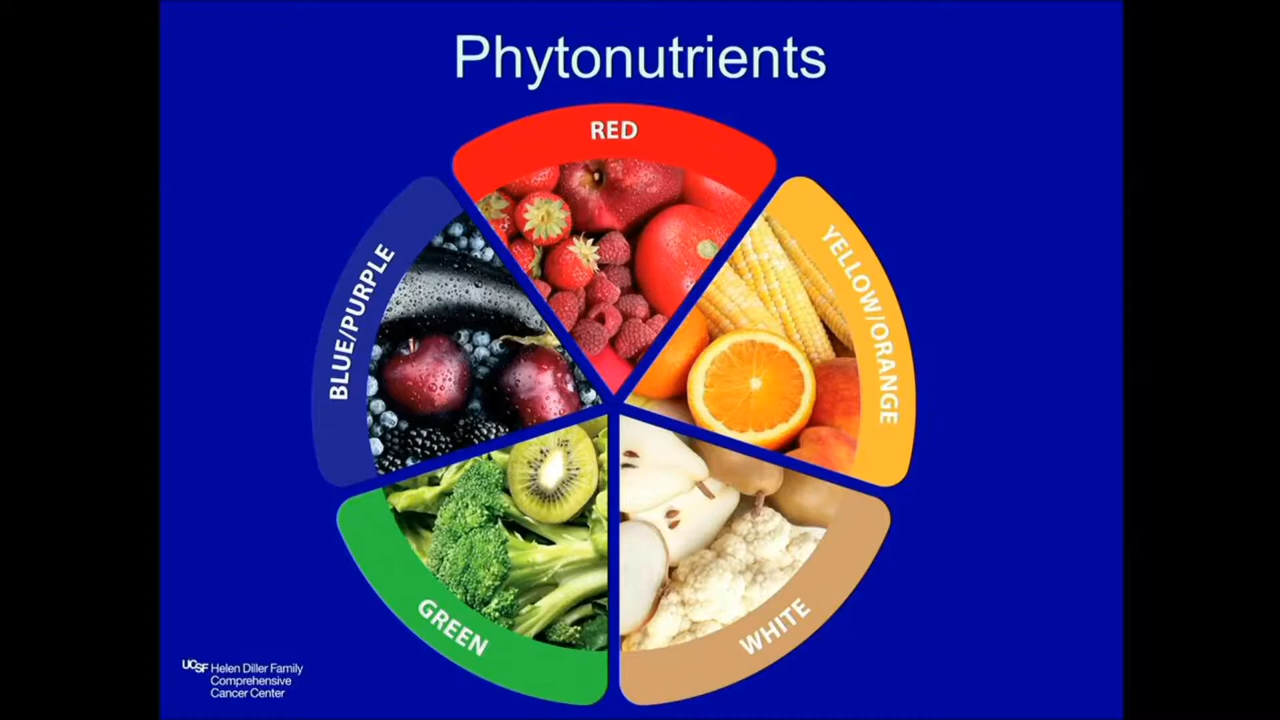 Phytonutrients
RED
YELLOW/ORANGE
BLUE/PURPLE
GREEN
WHITE
UCSF Helen Diller Family
Comprehensive
Cancer Center